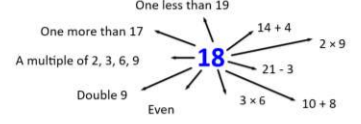 One less than 19
One more than 17
14 + 4
2 × 9
A multiple of 2, 3, 6, 9
18
21 - 3
Double 9
Even
3 × 6
10 + 8